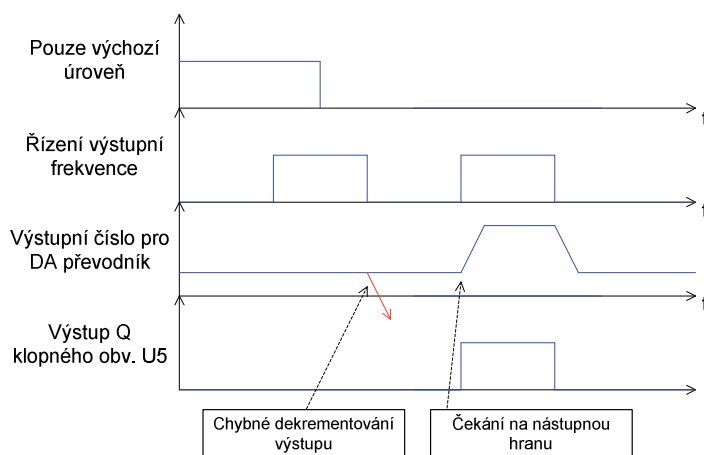 Pouze výchozí
úroveň
t
Řízení výstupní
frekvence
t
Výstupní číslo pro
DA převodník
t
Výstup Q
klopného obv. U5
Chybné dekrementování
výstupu
Čekání na nástupnou
hranu